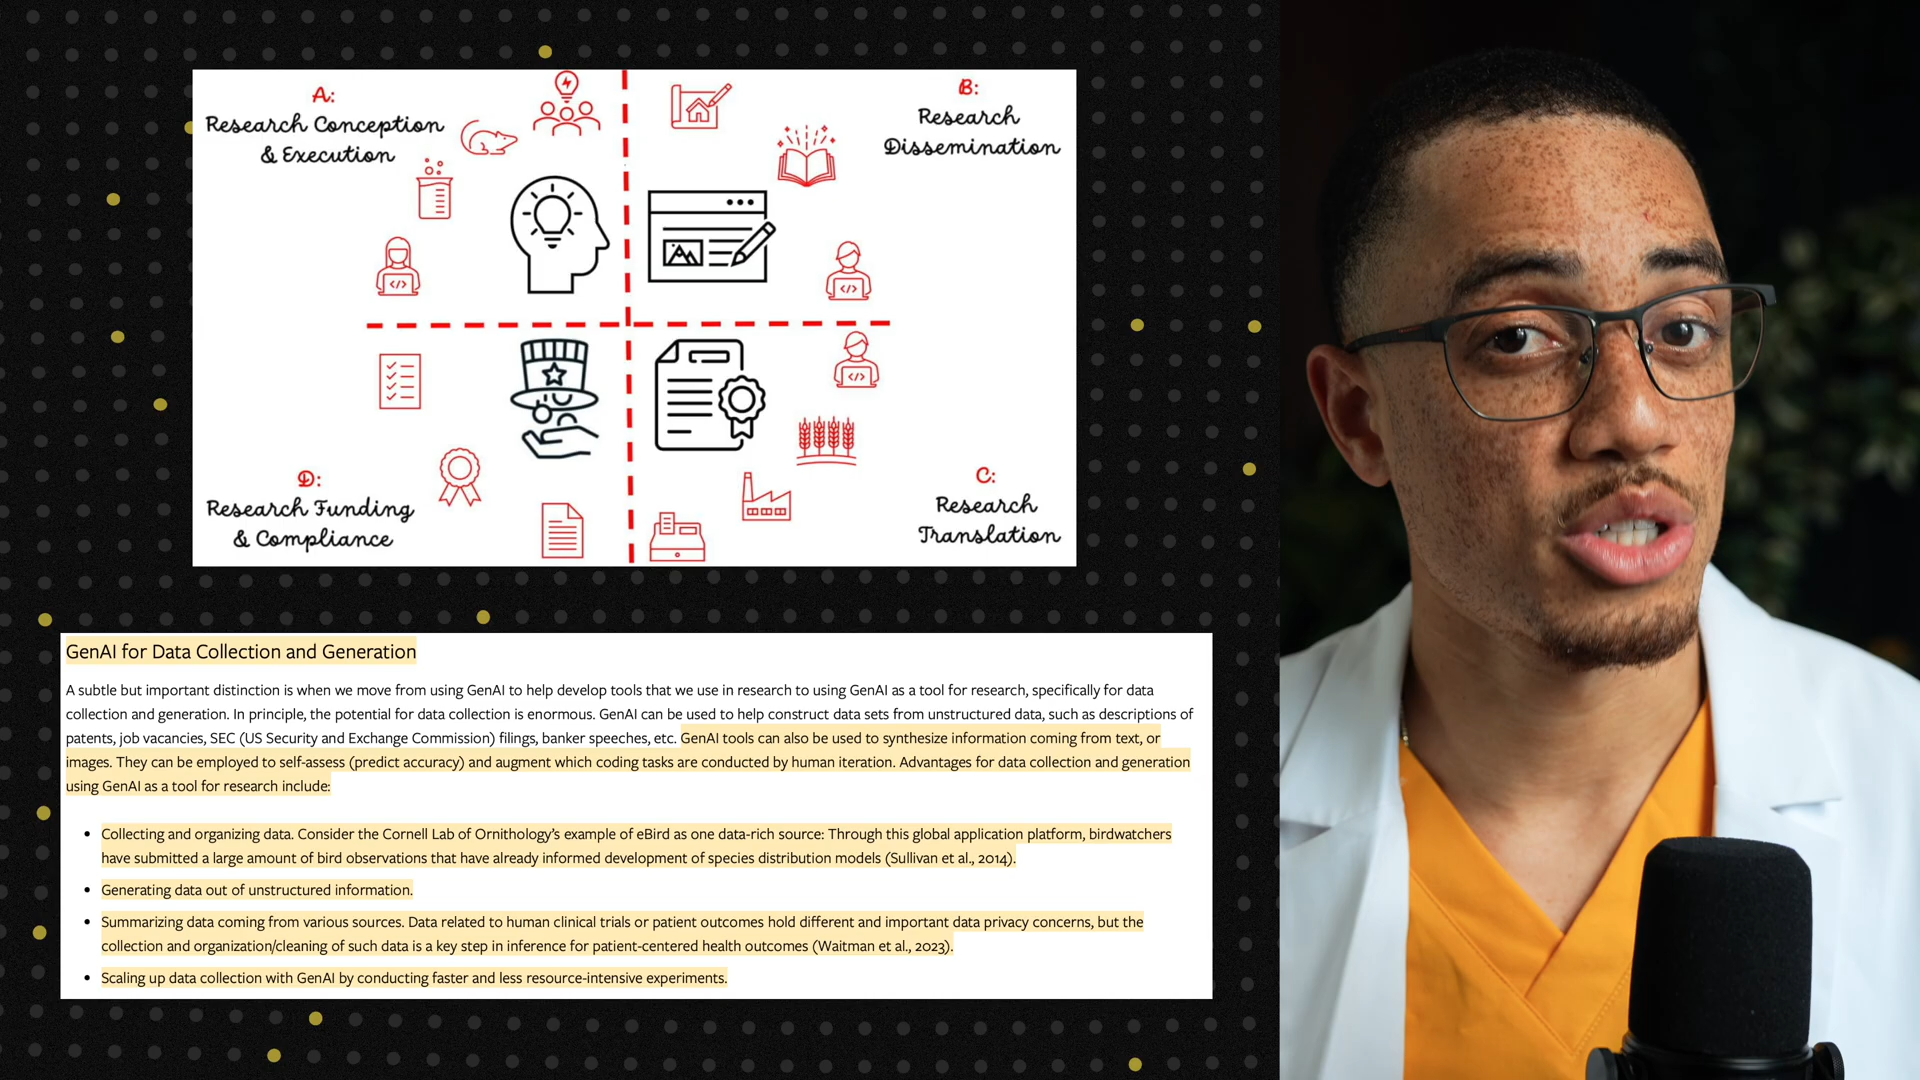 A:
Research Conception
& Execution
B:
Research
Dissemination
D:
Research Funding
& Compliance
C:
Research
Translation
GenAI for Data Collection and Generation
A subtle but important distinction is when we move from using GenAI to help develop tools that we use in research to using GenAI as a tool for research, specifically for data
collection and generation. In principle, the potential for data collection is enormous. GenAI can be used to help construct data sets from unstructured data, such as descriptions of
patents, job vacancies, SEC (US Security and Exchange Commission) filings, banker speeches, etc. GenAI tools can also be used to synthesize information coming from text, or
images. They can be employed to self-assess (predict accuracy) and augment which coding tasks are conducted by human iteration. Advantages for data collection and generation
using GenAI as a tool for research include:
• Collecting and organizing data. Consider the Cornell Lab of Ornithology's example of eBird as one data-rich source: Through this global application platform, birdwatchers
have submitted a large amount of bird observations that have already informed development of species distribution models (Sullivan et al., 2014).
• Generating data out of unstructured information.
• Summarizing data coming from various sources. Data related to human clinical trials or patient outcomes hold different and important data privacy concerns, but the
collection and organization/cleaning of such data is a key step in inference for patient-centered health outcomes (Waitman et al., 2023).
• Scaling up data collection with GenAI by conducting faster and less resource-intensive experiments.